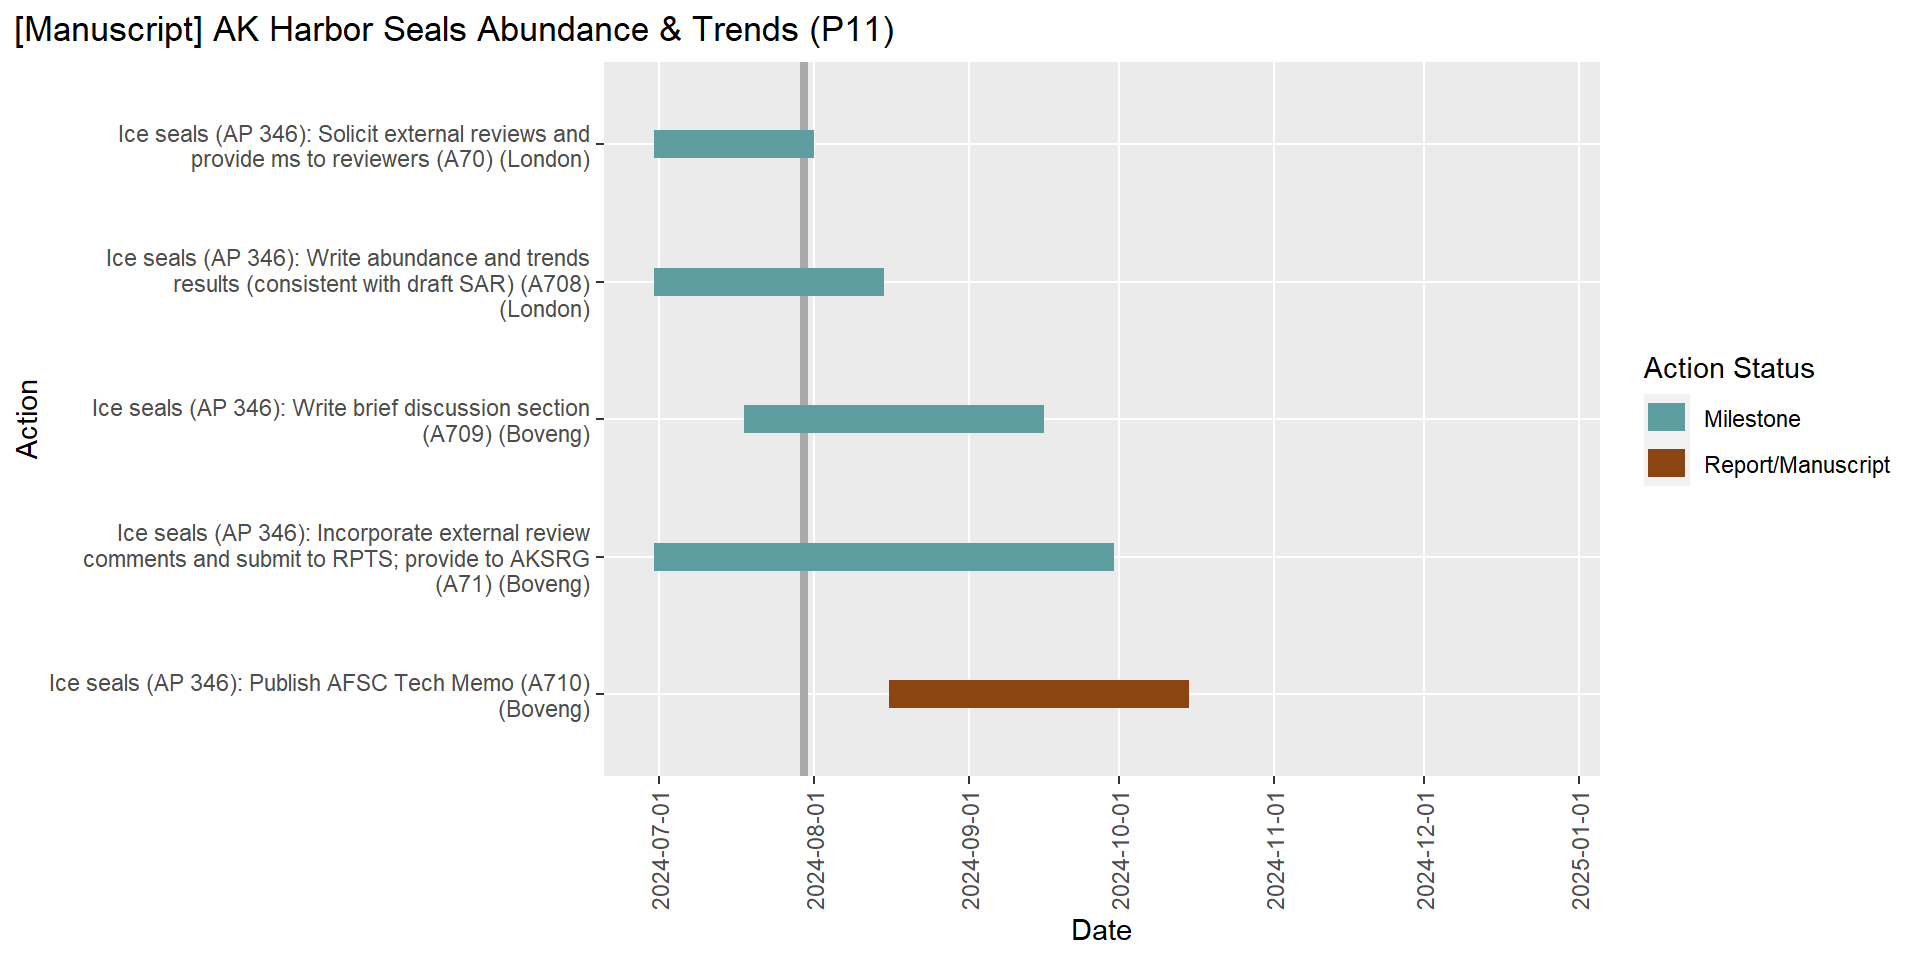 [Manuscript] AK Harbor Seals Abundance & Trends (P11)
Action
Ice seals (AP 346): Solicit external reviews and
provide ms to reviewers (A70) (London)
Ice seals (AP 346): Write abundance and trends
results (consistent with draft SAR) (A708)
(London)
Ice seals (AP 346): Write brief discussion section
(A709) (Boveng)
Ice seals (AP 346): Incorporate external review
comments and submit to RPTS; provide to AKSRG
(A71) (Boveng)
Ice seals (AP 346): Publish AFSC Tech Memo (A710)
(Boveng)
2024-07-01
2024-08-01
2024-09-01
2024-10-01
2024-11-01
2024-12-01
2025-01-01
Date
Action Status
Milestone
Report/Manuscript